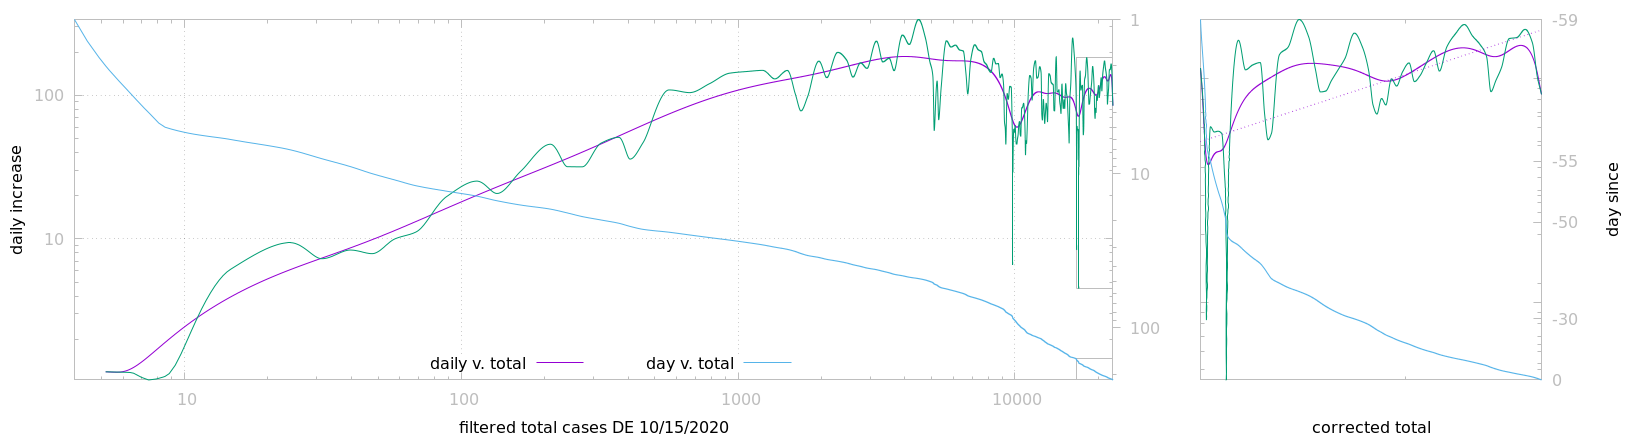 daily increase
100
10
daily v. total
day v. total
10
100
1000
10000
filtered total cases DE 10/15/2020
1
10
100
-59
-55
-50
-30
0
day since
corrected total